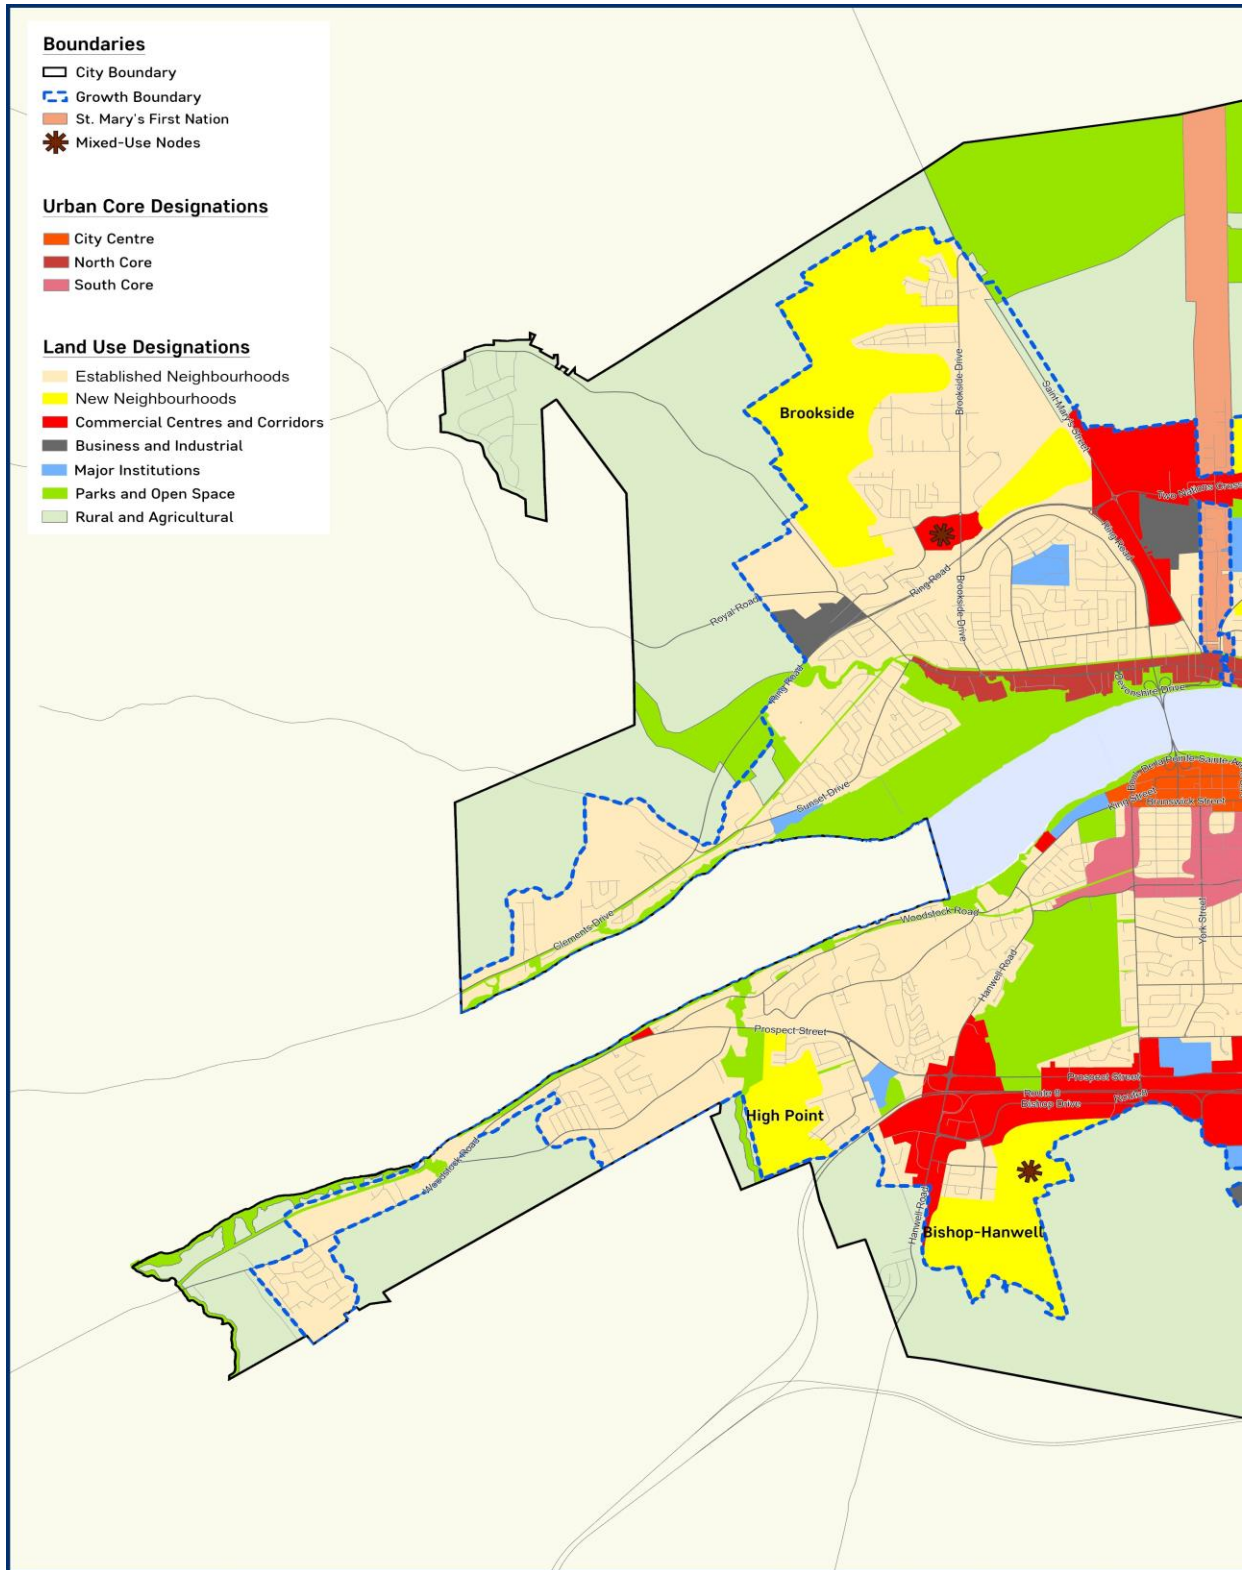 Boundaries
City Boundary
Growth Boundary
St. Mary's First Nation
Mixed-Use Nodes
Urban Core Designations
City Centre
North Core
South Core
Land Use Designations
Established Neighbourhoods
New Neighbourhoods
Commercial Centres and Corridors
Business and Industrial
Major Institutions
Parks and Open Space
Rural and Agricultural
Brookside
Brookside Drive
Saint Mary's Street
Two Nations Cross
Ring Road
Ring Road
Brookside Drive
Royal Road
Ring Road
Devonshire Drive
Sunset Drive
King Street
Brunswick Street
Clements Drive
Woodstock Road
York Street
Hanwell Road
Prospect Street
Prospect Street
Route 8
Bishop Drive
Route8
High Point
Woodstock Road
Hanwell Road
Bishop-Hanwell